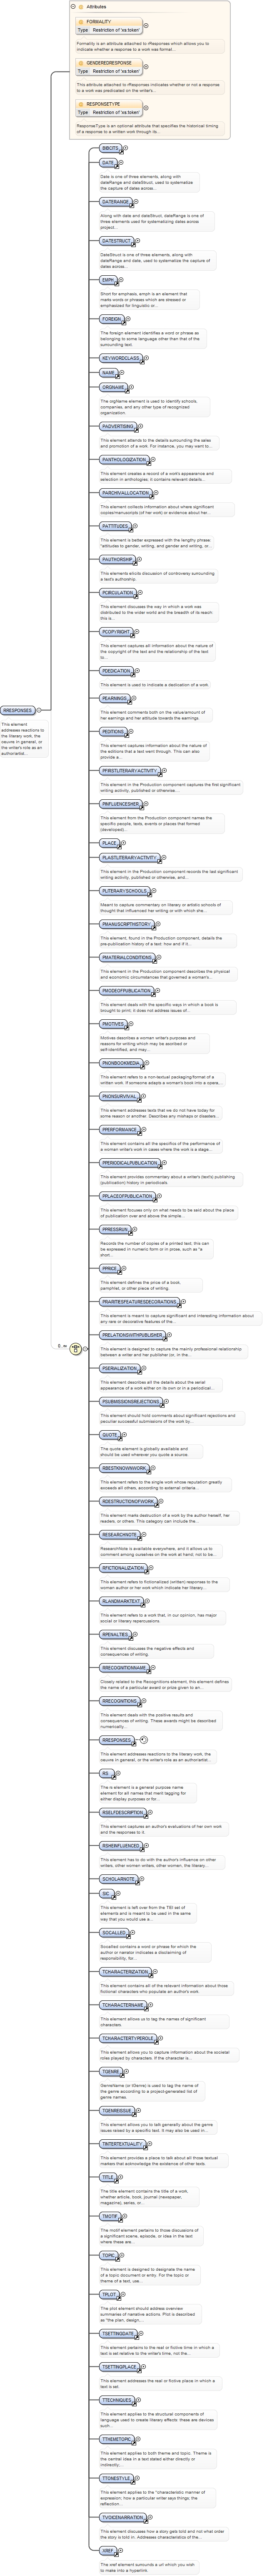 Attributes
FORMALITY
Type Restriction of 'xs:token'
Formality is an attribute attached to rResponses which allows you to
indicate whether a response to a work was formal...
GENDEREDRESPONSE
Type Restriction of 'xs:token'
This attribute attached to rResponses indicates whether or not a response
to a work was predicated on the writer's...
RESPONSETYPE
Type Restriction of 'xs:token'
ResponseType is an optional attribute that specifies the historical timing
of a response to a written work through its...
BIBCITS
DATE
Date is one of three elements, along with
dateRange and dateStruct, used to systematize
the capture of dates across...
DATERANGE
Along with date and dateStruct, dateRange is one of
three elements used for systematizing dates across
project...
DATESTRUCT
DateStruct is one of three elements, along with
dateRange and date, used to systematize the capture of
dates across...
EMPH
Short for emphasis, emph is an element that
marks words or phrases which are stressed or
emphasized for linguistic or...
FOREIGN
The foreign element identifies a word or phrase as
belonging to some language other than that of the
surrounding text.
KEYWORDCLASS
NAME
ORGNAME
The orgName element is used to identify schools,
companies, and any other type of recognized
organisation.
PADVERTISING
This element attends to the details surrounding the sales
and promotion of a work. For instance, you may want to...
PANTHOLOGIZATION
This element creates a record of a work's appearance and
selection in anthologies; it contains relevant details...
PARCHIVALLOCATION
This element collects information about where significant
copies/manuscripts (of her work) or evidence about her...
PATTITUDES
This element is better expressed with the lengthy phrase
"attitudes to gender, writing, and gender and writing, or...
PAUTHORSHIP
This elements elicits discussion of controversy surrounding
a text's authorship.
PCIRCULATION
This element discusses the way in which a work was
distributed to the world and the breadth of its reach;
this is...
PCOPYRIGHT
This element captures all information about the nature of
the copyright of the text and the relationship of the text
to...
PDEDICATION
This element is used to indicate a dedication of a work.
PEARNINGS
This element comments both on the value/amount of
her earnings and her attitude towards the earnings.
PEDITIONS
This element captures information about the nature of
the editions that a text went through. This can also
provide a...
PFIRSTLITERARYACTIVITY
This element in the Production component captures the first significant
writing activity, published or otherwise...
PINFLUENCESHER
This element from the Production component names the
specific people, texts, events or places that formed
(developed)...
PLACE
PLASTLITERARYACTIVITY
This element in the Production component records the last significant
writing activity, published or otherwise, and...
PLITERARYSCHOOLS
Meant to capture commentary on literary or artistic schools of
thought that influenced her writing or with which she...
PMANUSCRIPTHISTORY
This element, found in the Production component, details the
pre-publication history of a text: how and if it...
PMATERIALCONDITIONS
This element in the Production component describes the physical
and economic circumstances that governed a woman's...
PMODEOFPUBLICATION
This element deals with the specific ways in which a book is
brought to print; it does not address issues of...
PMOTIVES
Motives describes a woman writer's purposes and
reasons for writing which may be ascribed or
self-identified, and may...
PNONBOOKMEDIA
This element refers to a non-textual packaging/format of a
written work. If someone adapts a woman's book into a opera,...
PNONSURVIVAL
This element addresses texts that we do not have today for
some reason or another. Describes any mishaps or disasters...
PPERFORMANCE
This element contains all the specifics of the performance of
a woman writer's work in cases where the work is a stage...
PPERIODICALPUBLICATION
This element provides commentary about a writer's (text's) publishing
(publication) history in periodicals.
PPLACEOFPUBLICATION
This element focuses only on what needs to be said about the place
of publication over and above the simple...
PPRESSRUN
Records the number of copies of a printed text; this can
be expressed in numeric form or in prose, such as "a
short...
PPRICE
This element defines the price of a book,
pamphlet, or other piece of writing.
PRARITIESFEATURESDECORATIONS
This element is meant to capture significant and interesting information about
any rare or decorative features of the...
PRELATIONSWITHPUBLISHER
This element is designed to capture the mainly professional relationship
between a writer and her publisher (or, in the...
PSERIALIZATION
This element describes all the details about the serial
appearance of a work either on its own or in a periodical...
PSUBMISSIONSREJECTIONS
This element should hold comments about significant rejections and
peculiar successful submissions of the work by...
QUOTE
The quote element is globally available and
should be used wherever you quote a source.
RBESTKNOWNWORK
This element refers to the single work whose reputation greatly
exceeds all others, according to external criteria...
RDESTRUCTIONOFWORK
This element marks destruction of a work by the author herself, her
readers, or others. This category can include the...
RESEARCHNOTE
ResearchNote is available everywhere, and it allows us to
comment among ourselves on the work at hand; not to be...
RFICTIONALIZATION
This element refers to fictionalized (written) responses to the
woman author or her work which indicate her literary...
RLANDMARKTEXT
This element refers to a work that, in our opinion, has major
social or literary repercussions.
RPENALTIES
This element discusses the negative effects and
consequences of writing.
RRECOGNITIONNAME
Closely related to the Recognitions element, this element defines
the name of a particular award or prize given to an...
RRECOGNITIONS
This element deals with the positive results and
consequences of writing. These awards might be described
numerically...
RRESPONSES
This element addresses reactions to the literary work, the
oeuvre in general, or the writer's role as an authorartist...
RS
The rs element is a general purpose name
element for all names that merit tagging for
either display purposes or for...
RSELFDESCRIPTION
This element captures an author's evaluations of her own work
and the responses to it.
RSHEINFLUENCED
This element has to do with the author's influence on other
writers, other women writers, other women, the literary...
SCHOLARNOTE
SIC
This element is left over from the TEI set of
elements and is meant to be used in the same
way that you would use a...
SOCALLED
Socalled contains a word or phrase for which the
author or narrator indicates a disclaiming of
responsibility, for...
TCHARACTERIZATION
This element contains all of the relevant information about those
fictional characters who populate an author's work.
TCHARACTERNAME
This element allows us to tag the names of significant
characters.
TCHARACTERTYPEROLE
This element allows you to capture information about the societal
roles played by characters. If the character is...
TGENRE
GenreName (or tGenre) is used to tag the name of
the genre according to a project-generated list of
genre names.
TGENREISSUE
This element allows you to talk generally about the genre
issues raised by a specific text. It may also be used in...
TINTERTEXTUALITY
This element provides a place to talk about all those textual
markers that acknowledge the existence of other texts.
TITLE
The title element contains the title of a work,
whether article, book, journal (newspaper,
magazine), series, or...
TMOTIF
The motif element pertains to those discussions of
a significant scene, episode, or idea in the text
where these are...
TOPIC
This element is designed to designate the name
of a topic document or entry. For the topic or
theme of a text, use...
TPLOT
The plot element should address overview
summaries of narrative actions. Plot is described
as "the plan, design,...
TSETTINGDATE
This element pertains to the real or fictive time in which a
text is set relative to the writer's time, not the...
TSETTINGPLACE
This element addresses the real or fictive place in which a
text is set.
TTECHNIQUES
This element applies to the structural components of
language used to create literary effects: these are devices
such...
TTHEMETOPIC
This element applies to both theme and topic. Theme is
the central idea in a text stated either directly or
indirectly;...
TTONESTYLE
This element applies to the "characteristic manner of
expression; how a particular writer says things; the
reflection...
TVOICENARRATION
This element discusses how a story gets told and not what order
the story is told in. Addresses characteristics of the...
XREF
The xref element surrounds a url which you wish
to make into a hyperlink.
RRESPONSES
This element
addresses reactions to
the literary work, the
oeuvre in general, or
the writer's role as an
authorartist...
0..∞